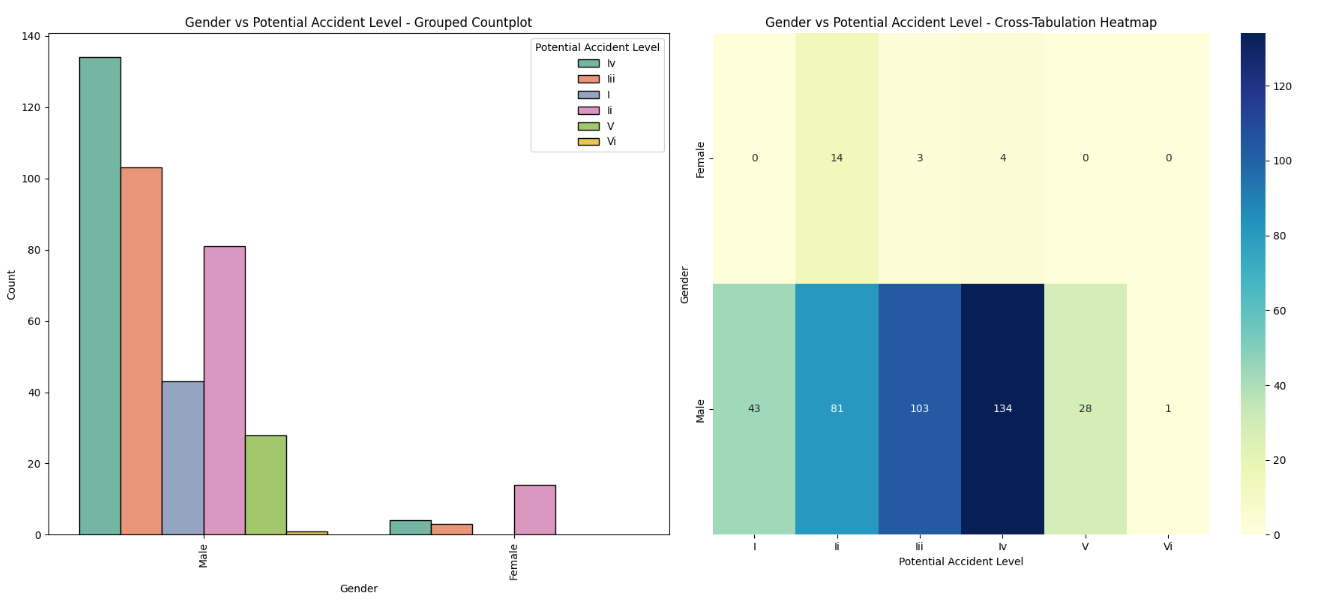 Gender vs Potential Accident Level - Grouped Countplot
140
120
100
80
60
40
20
0
Count
Male
Female
Gender
Potential Accident Level
Iv
Iii
I
Ii
V
Vi
Gender vs Potential Accident Level - Cross-Tabulation Heatmap
Gender
Female
0 14 3 4 0 0
Male
43 81 103 134 28 1
I Ii Iii Iv V Vi
Potential Accident Level
120
100
80
60
40
20
0